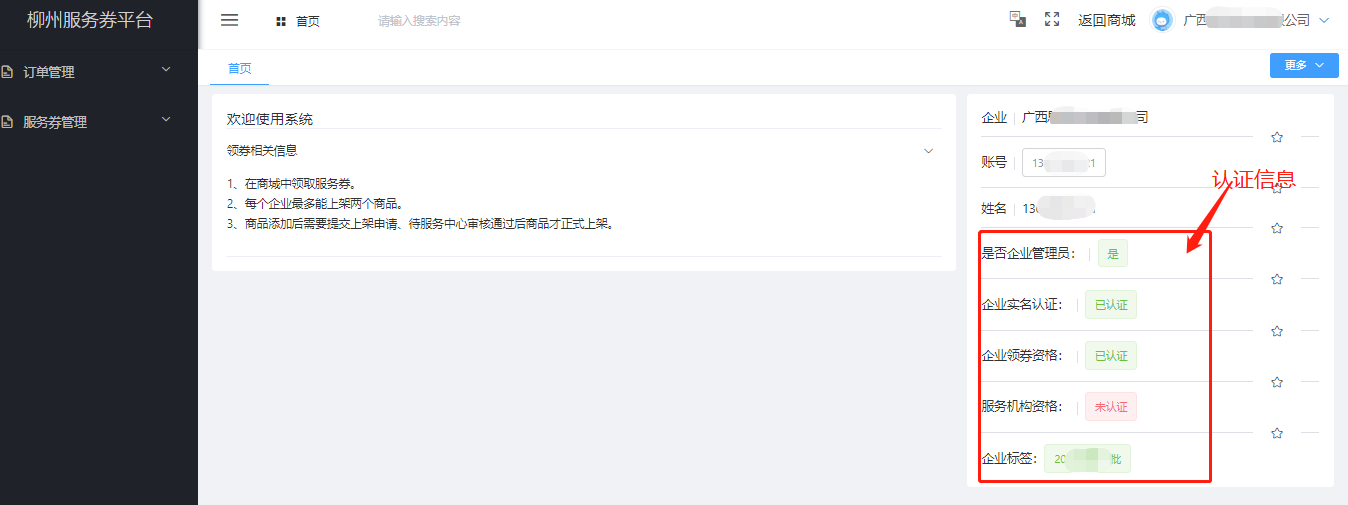 柳州服务券平台
首页
请输入搜索内容
返回商城
广西 公司
订单管理
服务券管理
首页
更多
欢迎使用系统
领券相关信息
1、在商城中领取服务券。
2、每个企业最多能上架两个商品。
3、商品添加后需要提交上架申请、待服务中心审核通过后商品才正式上架。
企业 广西 司
账号 13 1
认证信息
姓名 13
是否企业管理员： 是
企业实名认证： 已认证
企业领券资格： 已认证
服务机构资格： 未认证
企业标签： 20 批